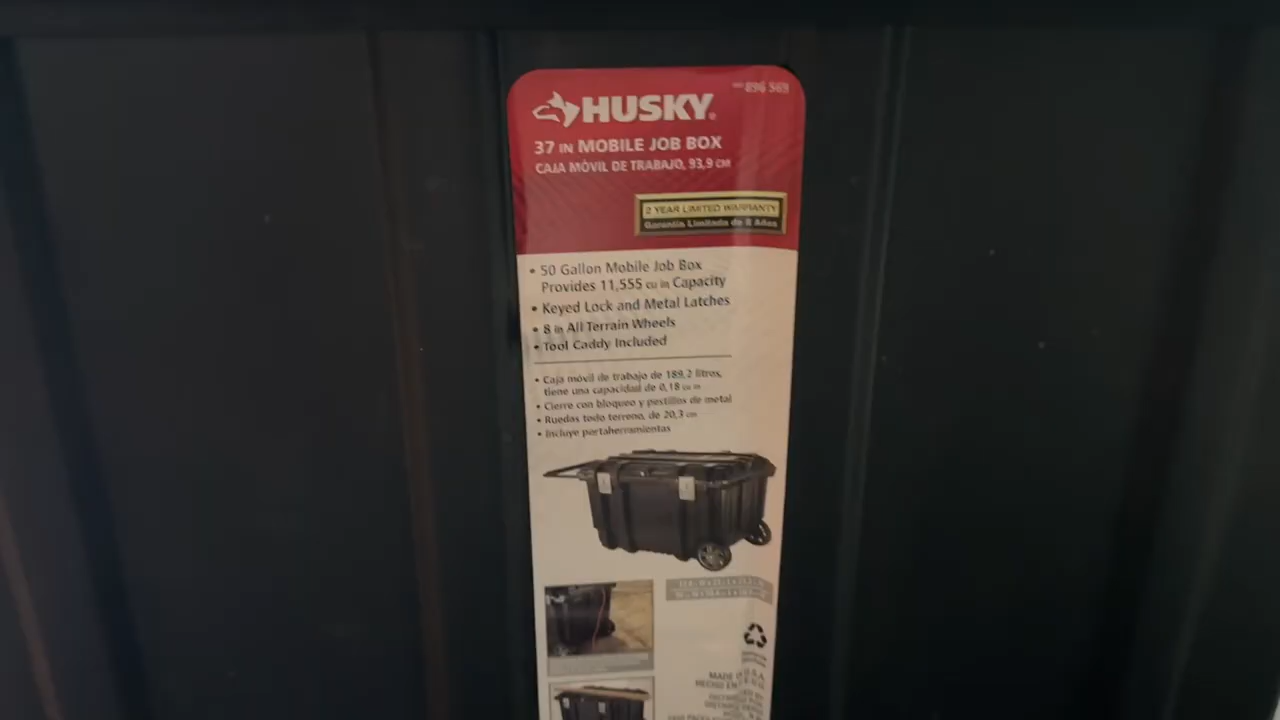 896 569
HUSKY
37 IN MOBILE JOB BOX
CAJA MÓVIL DE TRABAJO, 93,9 CM
2 YEAR LIMITED WARRANTY
Garantía Limitada de 2 Años
• 50 Gallon Mobile Job Box
Provides 11,555 cu in Capacity
• Keyed Lock and Metal Latches
• 8 in All Terrain Wheels
• Tool Caddy Included
• Caja móvil de trabajo de 189,2 litros,
tiene una capacidad de 0,18 cu m
• Cierre con bloqueo y pestillos de metal
• Ruedas todo terreno, de 20,3 cm
• Incluye portaherramientas
MADE U.S.A.
HECHO EN